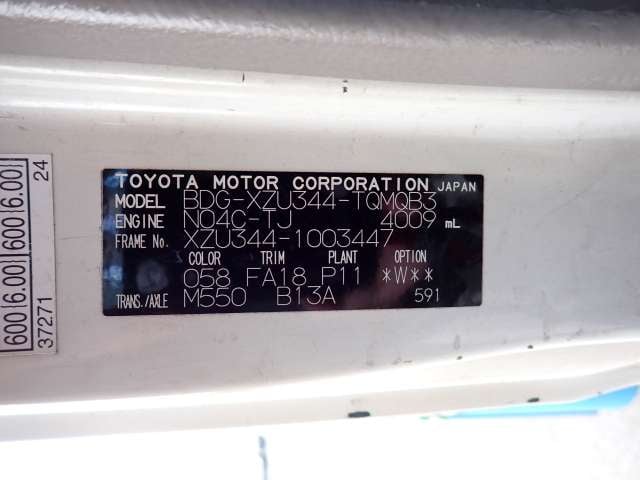 TOYOTA MOTOR CORPORATION JAPAN
MODEL BDG-XZU344-TQMQB3
ENGINE N04C-TJ 4009 mL
FRAME No. XZU344-1003447
COLOR TRIM PLANT OPTION
058 FA18 P11 *W**
TRANS./AXLE M550 B13A 591
600(6.00) 600(6.00)
37271 24